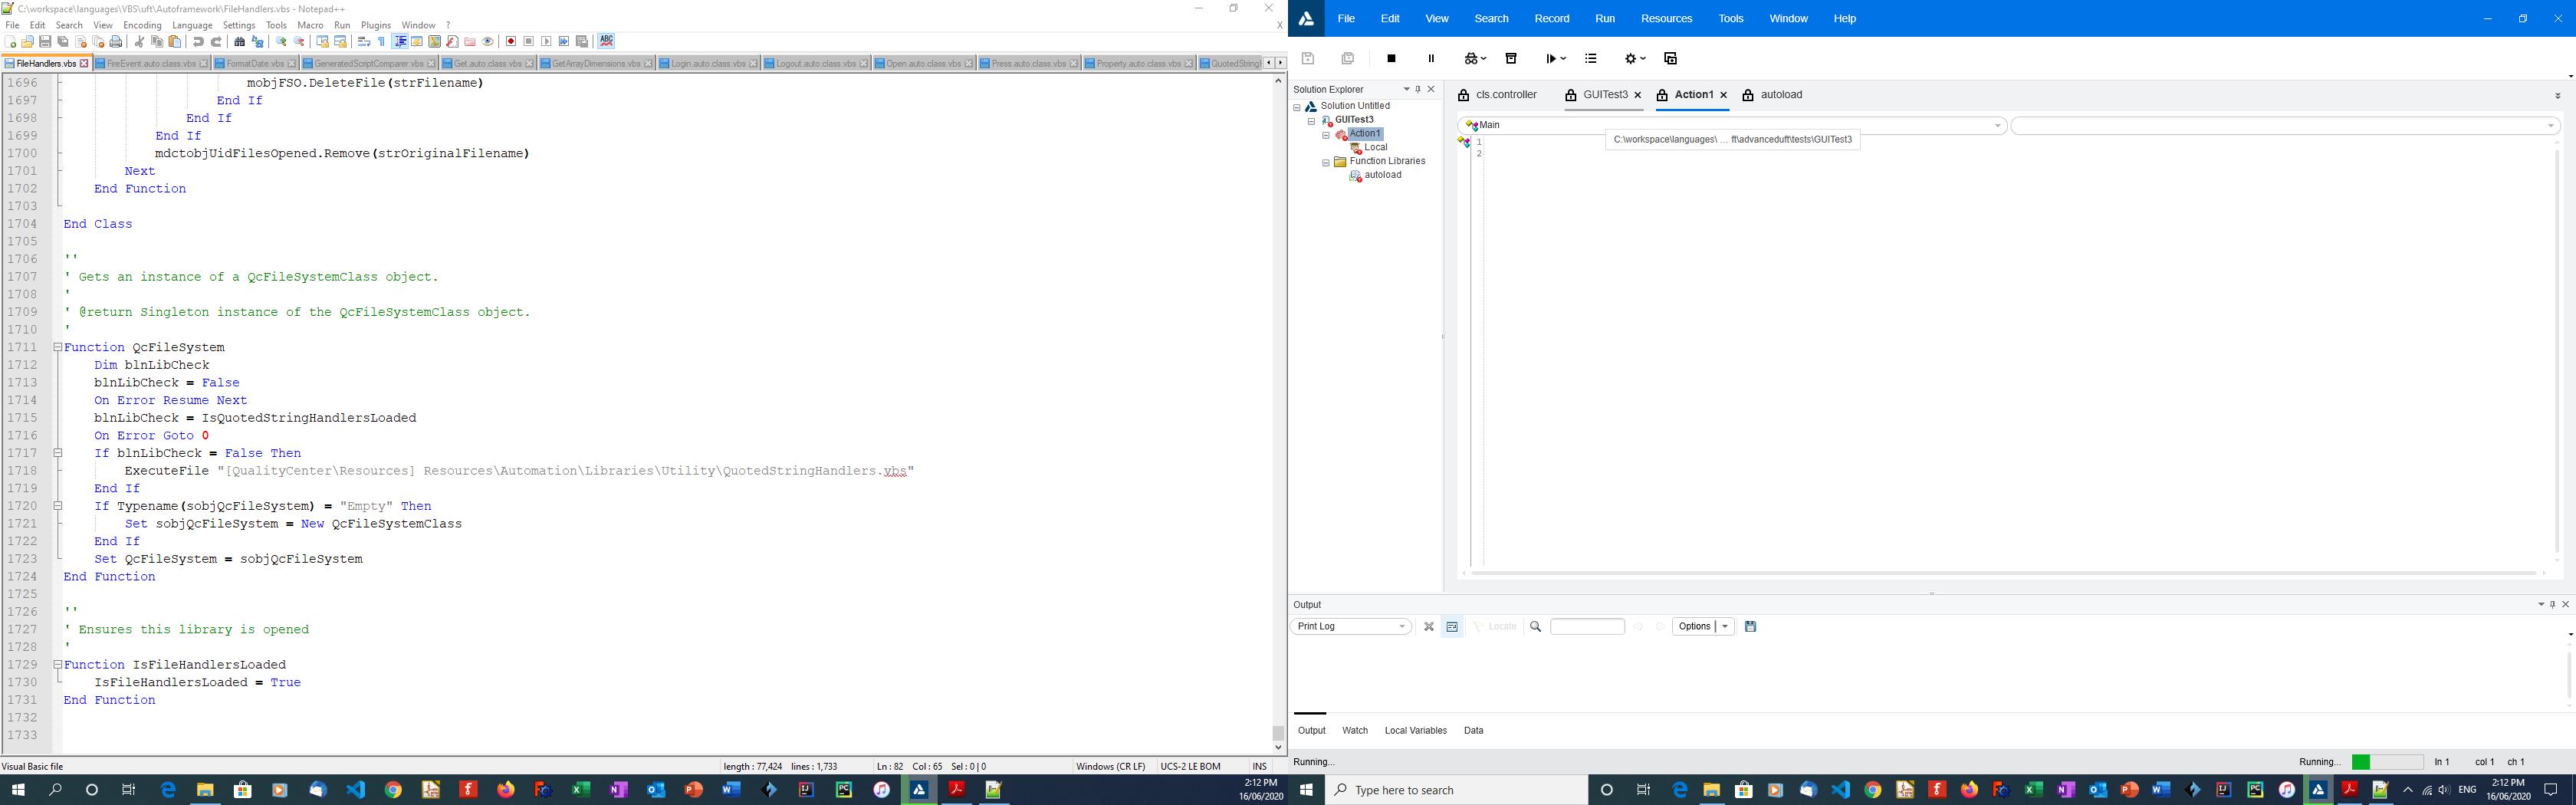 C:\workspace\languages\VBS\uft\Autoframework\FileHandlers.vbs - Notepad++
File Edit Search View Encoding Language Settings Tools Macro Run Plugins Window ?
X
ABC
FileHandlers.vbs FireEvent.auto.class.vbs FormatDate.vbs GeneratedScriptComparer.vbs Get.auto.class.vbs GetArrayDimensions.vbs Login.auto.class.vbs Logout.auto.class.vbs Open.auto.class.vbs Press.auto.class.vbs Property.auto.class.vbs QuotedStringH
1696 mobjFSO.DeleteFile(strFilename)
1697 End If
1698 End If
1699 End If
1700 mdctobjUidFilesOpened.Remove(strOriginalFilename)
1701 Next
1702 End Function
1703
1704 End Class
1705
1706 ''
1707 ' Gets an instance of a QcFileSystemClass object.
1708 '
1709 ' @return Singleton instance of the QcFileSystemClass object.
1710 '
1711 Function QcFileSystem
1712 Dim blnLibCheck
1713 blnLibCheck = False
1714 On Error Resume Next
1715 blnLibCheck = IsQuotedStringHandlersLoaded
1716 On Error Goto 0
1717 If blnLibCheck = False Then
1718 ExecuteFile "[QualityCenter\Resources] Resources\Automation\Libraries\Utility\QuotedStringHandlers.vbs"
1719 End If
1720 If Typename(sobjQcFileSystem) = "Empty" Then
1721 Set sobjQcFileSystem = New QcFileSystemClass
1722 End If
1723 Set QcFileSystem = sobjQcFileSystem
1724 End Function
1725
1726 ''
1727 ' Ensures this library is opened
1728 '
1729 Function IsFileHandlersLoaded
1730 IsFileHandlersLoaded = True
1731 End Function
1732
1733
Visual Basic file length : 77,424 lines : 1,733 Ln : 82 Col : 65 Sel : 0 | 0 Windows (CR LF) UCS-2 LE BOM INS
2:12 PM
16/06/2020
File Edit View Search Record Run Resources Tools Window Help
Solution Explorer
Solution Untitled
GUITest3
Action1
Local
Function Libraries
autoload
cls.controller GUITest3 Action1 autoload
Main
C:\workspace\languages\ ... ft\advanceduft\tests\GUITest3
1
2
Output
Print Log Locate Options
Output Watch Local Variables Data
Running... Running... ln 1 col 1 ch 1
Type here to search
ENG
2:12 PM
16/06/2020